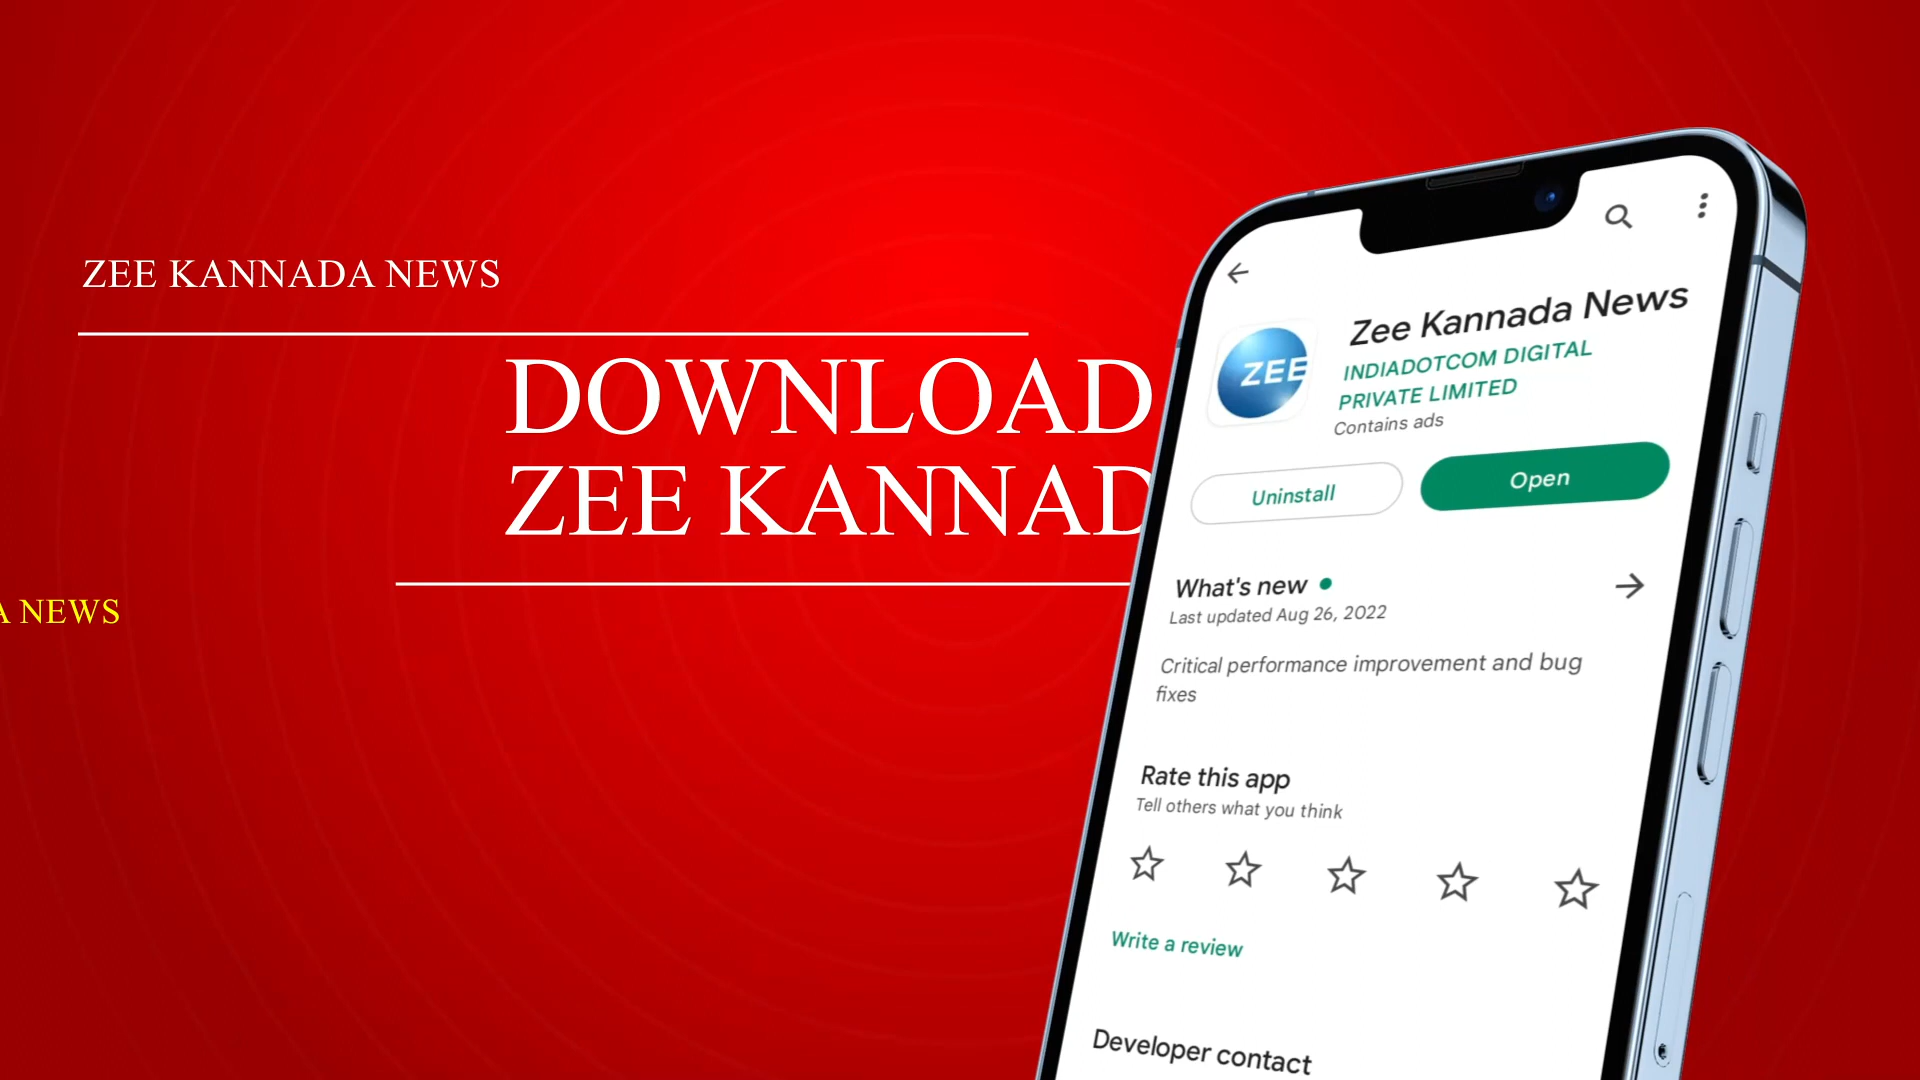 ZEE KANNADA NEWS
DOWNLOAD
ZEE KANNAD
A NEWS
Zee Kannada News
INDIADOTCOM DIGITAL
PRIVATE LIMITED
Contains ads
ZEE
Uninstall
Open
What's new
Last updated Aug 26, 2022
Critical performance improvement and bug
fixes
Rate this app
Tell others what you think
Write a review
Developer contact